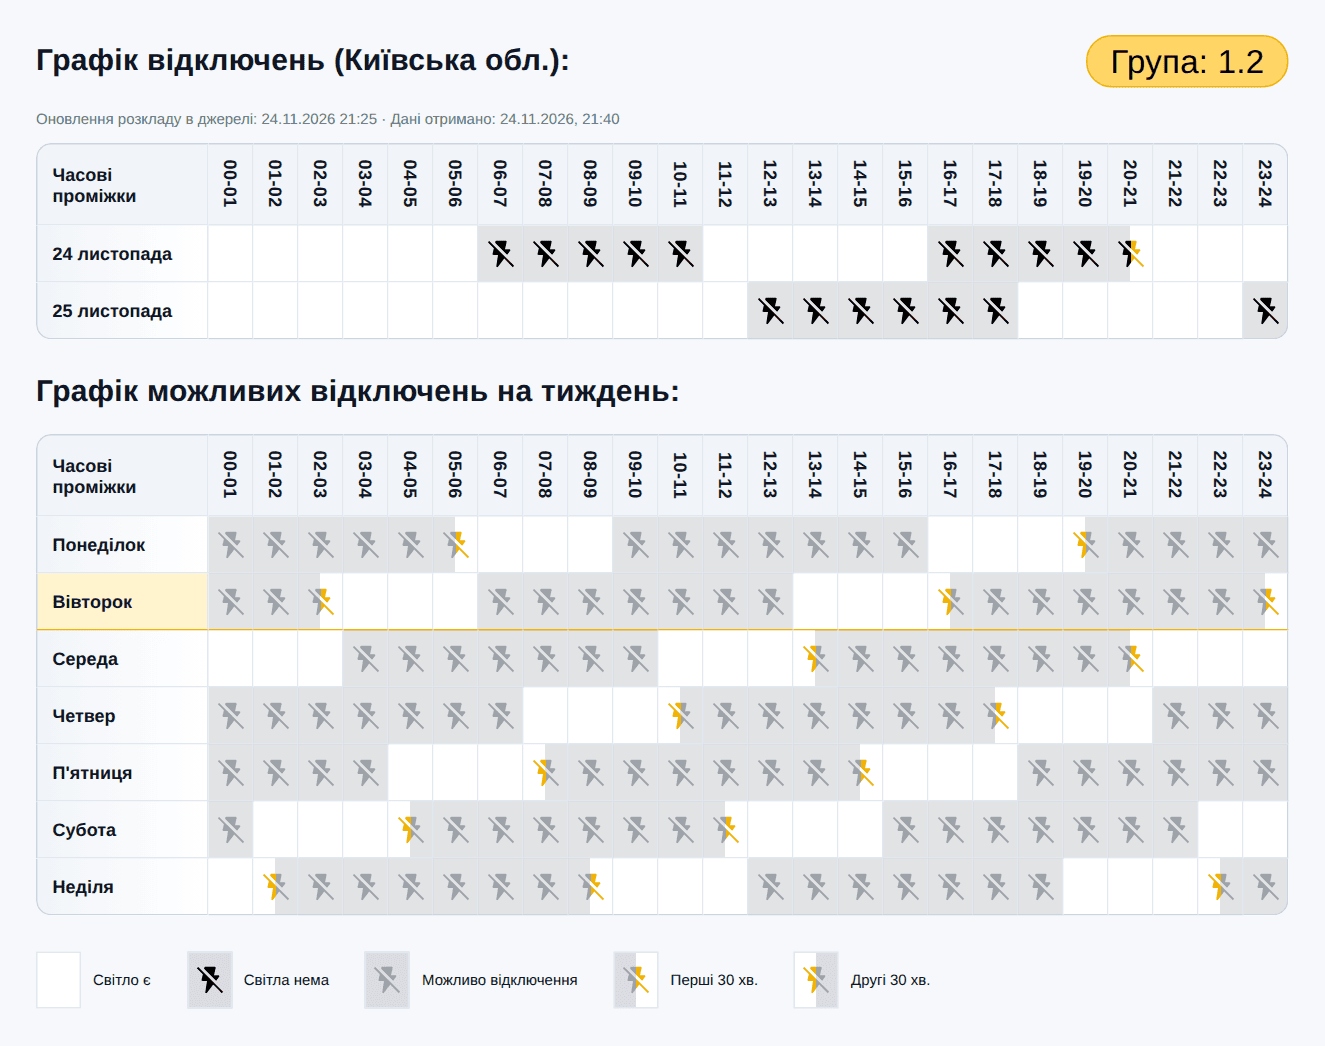 Графік відключень (Київська обл.):
Група: 1.2
Оновлення розкладу в джерелі: 24.11.2026 21:25 · Дані отримано: 24.11.2026, 21:40
Часові проміжки 00-01 01-02 02-03 03-04 04-05 05-06 06-07 07-08 08-09 09-10 10-11 11-12 12-13 13-14 14-15 15-16 16-17 17-18 18-19 19-20 20-21 21-22 22-23 23-24
24 листопада
25 листопада
Графік можливих відключень на тиждень:
Часові проміжки 00-01 01-02 02-03 03-04 04-05 05-06 06-07 07-08 08-09 09-10 10-11 11-12 12-13 13-14 14-15 15-16 16-17 17-18 18-19 19-20 20-21 21-22 22-23 23-24
Понеділок
Вівторок
Середа
Четвер
П'ятниця
Субота
Неділя
Світло є Світла нема Можливо відключення Перші 30 хв. Другі 30 хв.